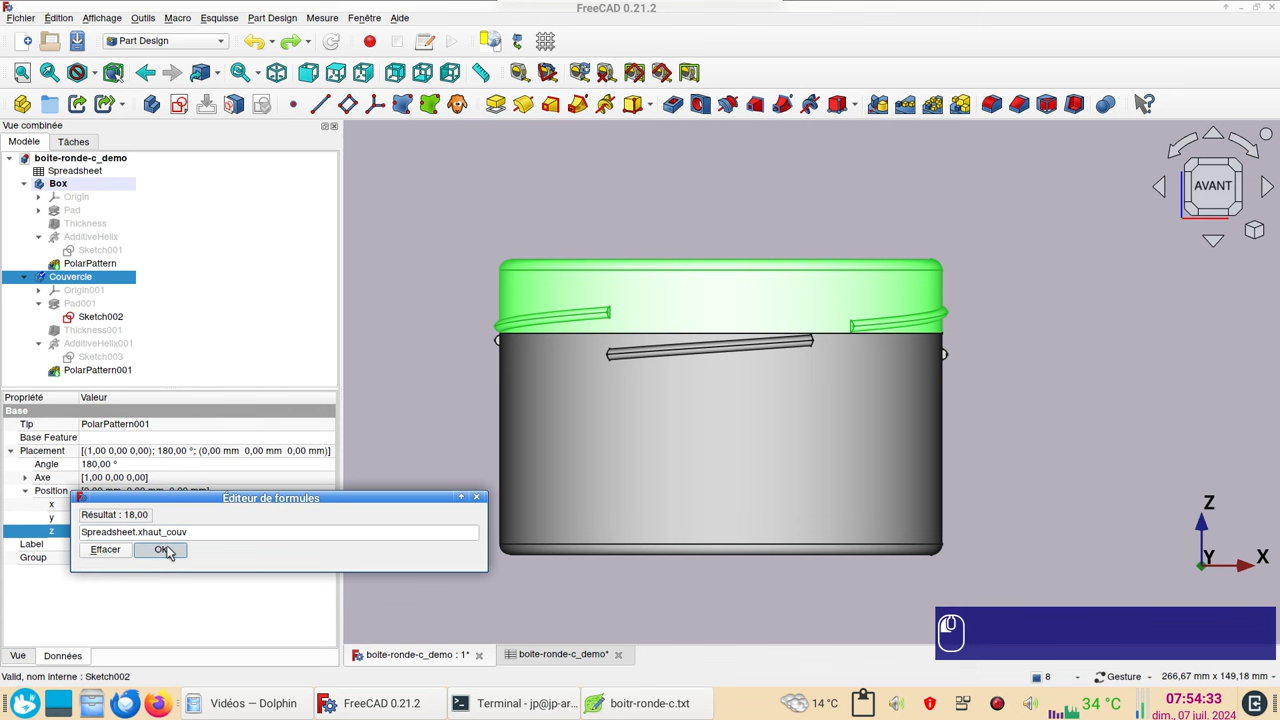 FreeCAD 0.21.2
Fichier Édition Affichage Outils Macro Esquisse Part Design Mesure Fenêtre Aide
Part Design
Vue combinée
Modèle Tâches
boite-ronde-c_demo
Spreadsheet
Box
Origin
Pad
Thickness
AdditiveHelix
Sketch001
PolarPattern
Couvercle
Origin001
Pad001
Sketch002
Thickness001
AdditiveHelix001
Sketch003
PolarPattern001
AVANT
Propriété Valeur
Base
Tip PolarPattern001
Base Feature
Placement [(1,00 0,00 0,00); 180,00 °; (0,00 mm 0,00 mm 0,00 mm)]
Angle 180,00 °
Axe [1,00 0,00 0,00]
Position
x
y
z
Label
Group
Éditeur de formules
Résultat : 18,00
Spreadsheet.xhaut_couv
Effacer OK
Z
Y X
Vue Données
boite-ronde-c_demo : 1* boite-ronde-c_demo*
Valid, nom interne : Sketch002
8 Gesture 266,67 mm x 149,18 mm
Vidéos — Dolphin FreeCAD 0.21.2 Terminal - jp@jp-ar... boitr-ronde-c.txt 14 °C 34 °C 07:54:33
dim., 07 juil. 2024